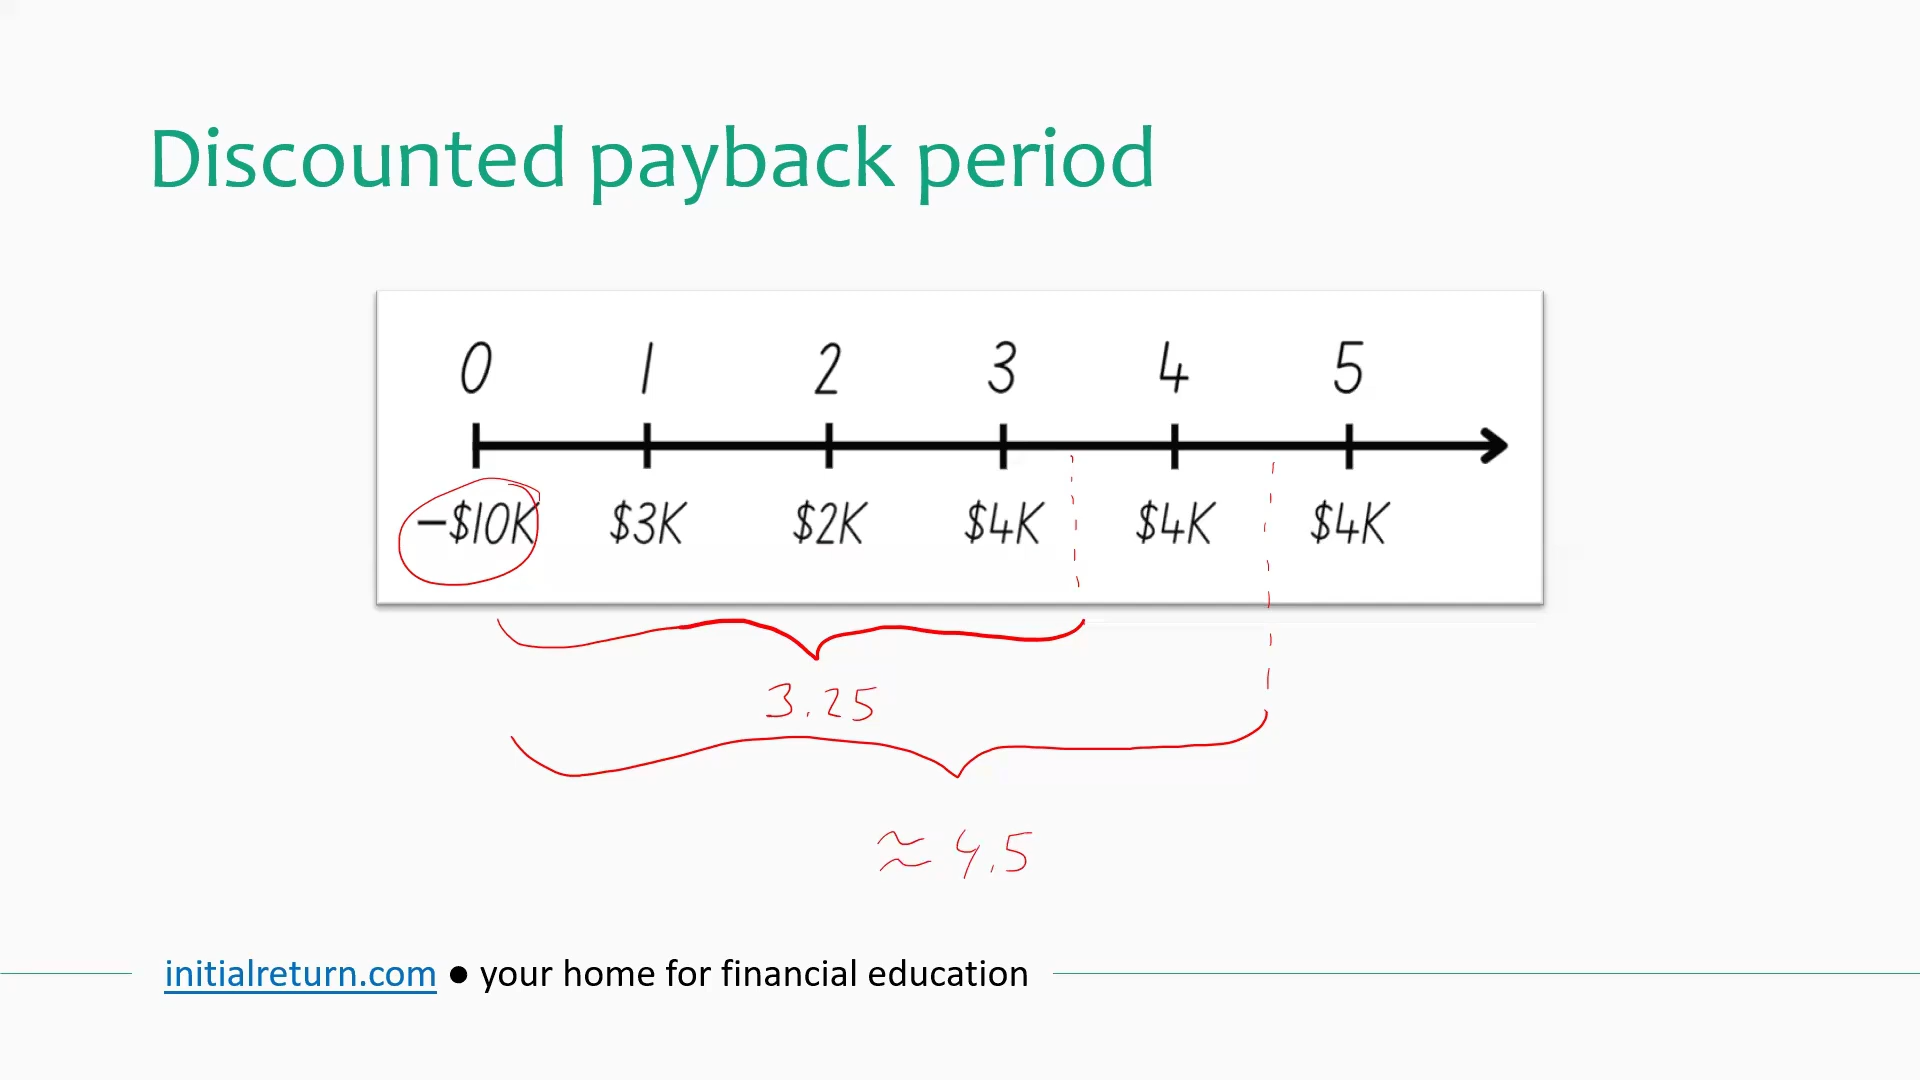 Discounted payback period
0 1 2 3 4 5
−$10K $3K $2K $4K $4K $4K
3.25
≈ 4.5
initialreturn.com ● your home for financial education